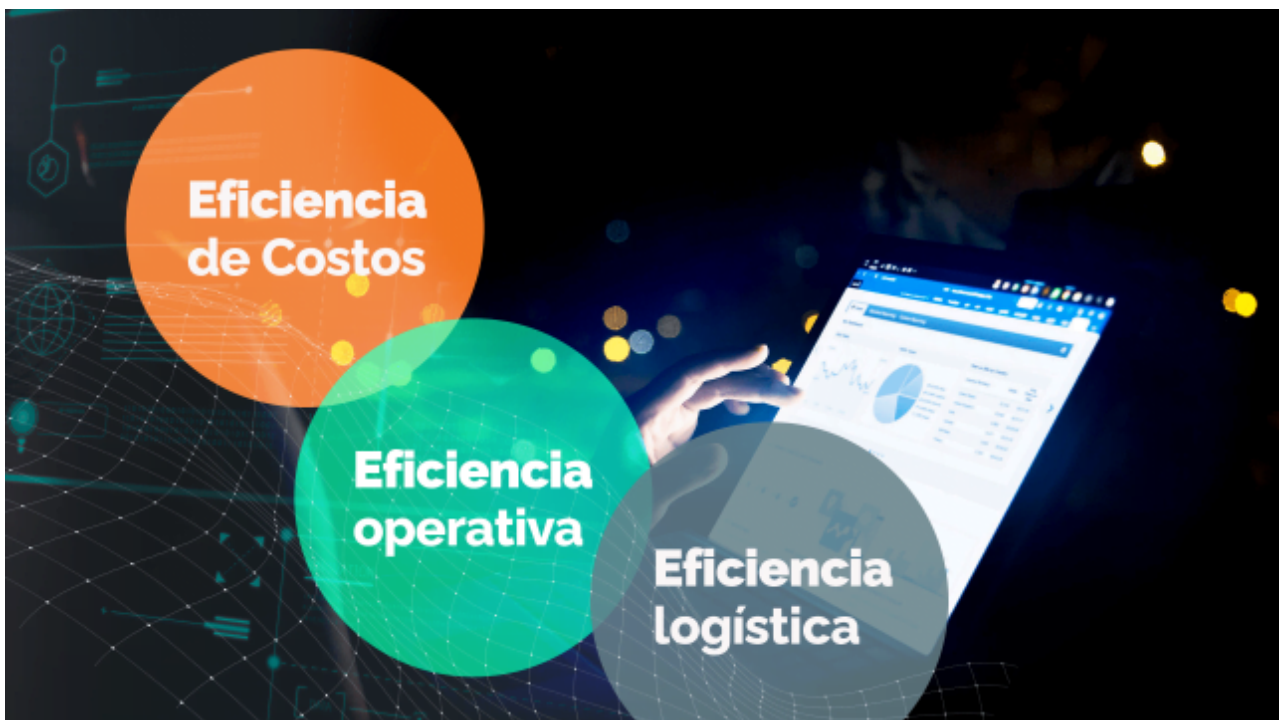 Eficiencia
de Costos
Eficiencia
operativa
Eficiencia
logística